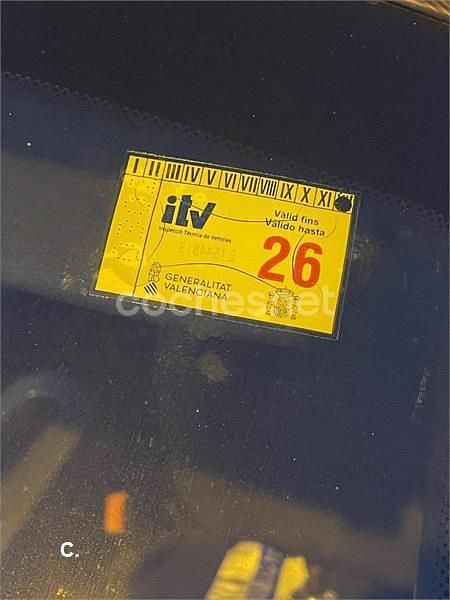 I II III IV V VI VII VIII IX X XI
itv
Inspecció Tècnica de Vehicles
Vàlid fins
Válido hasta
26
GENERALITAT
VALENCIANA
coches.net
C.